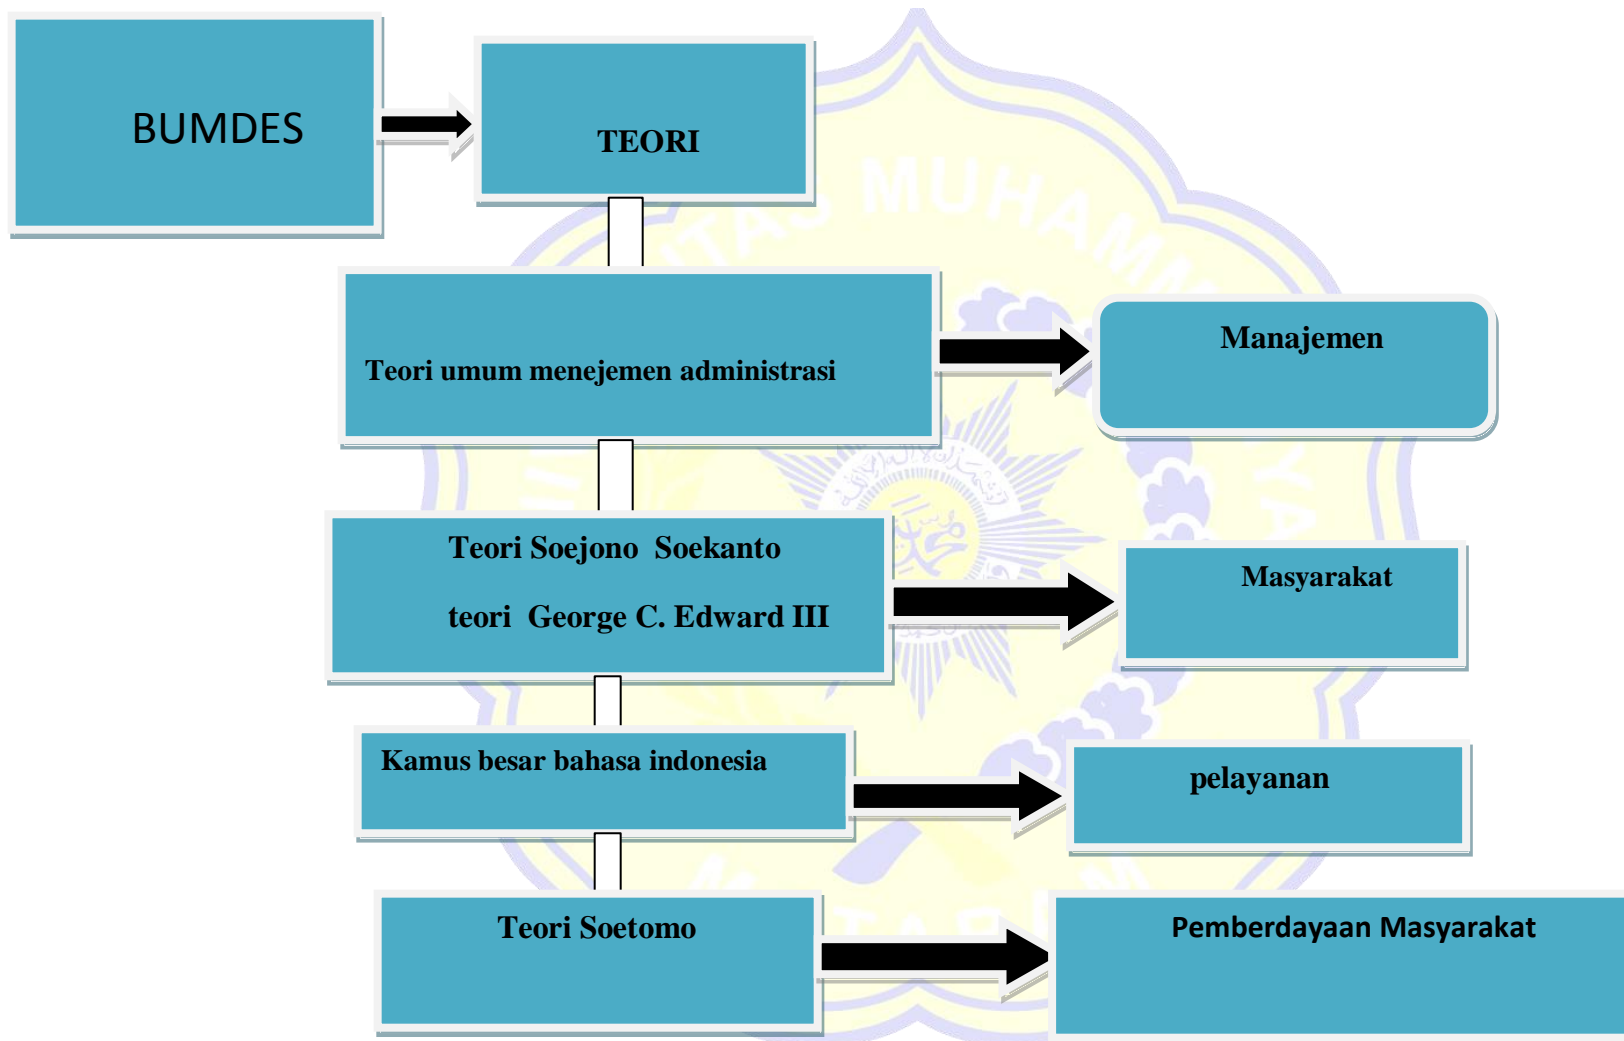 BUMDES
TEORI
Teori umum menejemen administrasi
Manajemen
Teori Soejono Soekanto
teori George C. Edward III
Masyarakat
Kamus besar bahasa indonesia
pelayanan
Teori Soetomo
Pemberdayaan Masyarakat